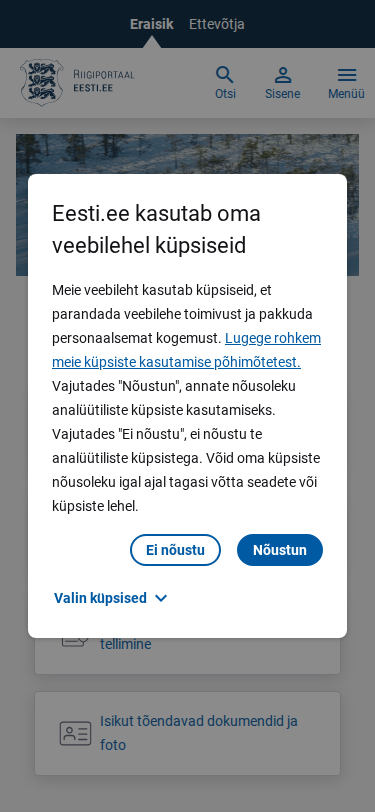 Eraisik Ettevõtja
RIIGIPORTAAL
EESTI.EE
Otsi Sisene Menüü
Eesti.ee kasutab oma
veebilehel küpsiseid
Meie veebileht kasutab küpsiseid, et
parandada veebilehe toimivust ja pakkuda
personaalsemat kogemust. Lugege rohkem
meie küpsiste kasutamise põhimõtetest.
Vajutades "Nõustun", annate nõusoleku
analüütiliste küpsiste kasutamiseks.
Vajutades "Ei nõustu", ei nõustu te
analüütiliste küpsistega. Võid oma küpsiste
nõusoleku igal ajal tagasi võtta seadete või
küpsiste lehel.
Ei nõustu Nõustun
Valin küpsised
tellimine
Isikut tõendavad dokumendid ja
foto